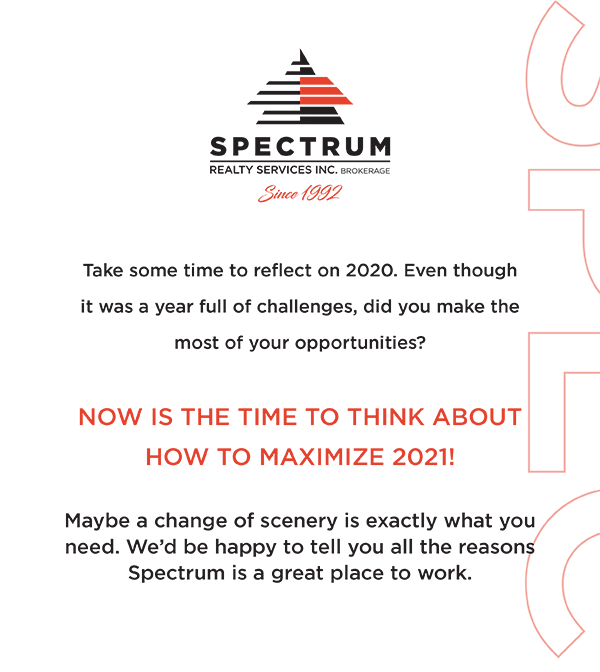 SPECTRUM
REALTY SERVICES INC. BROKERAGE
Since 1992
Take some time to reflect on 2020. Even though
it was a year full of challenges, did you make the
most of your opportunities?
NOW IS THE TIME TO THINK ABOUT
HOW TO MAXIMIZE 2021!
Maybe a change of scenery is exactly what you
need. We’d be happy to tell you all the reasons
Spectrum is a great place to work.
SPEC